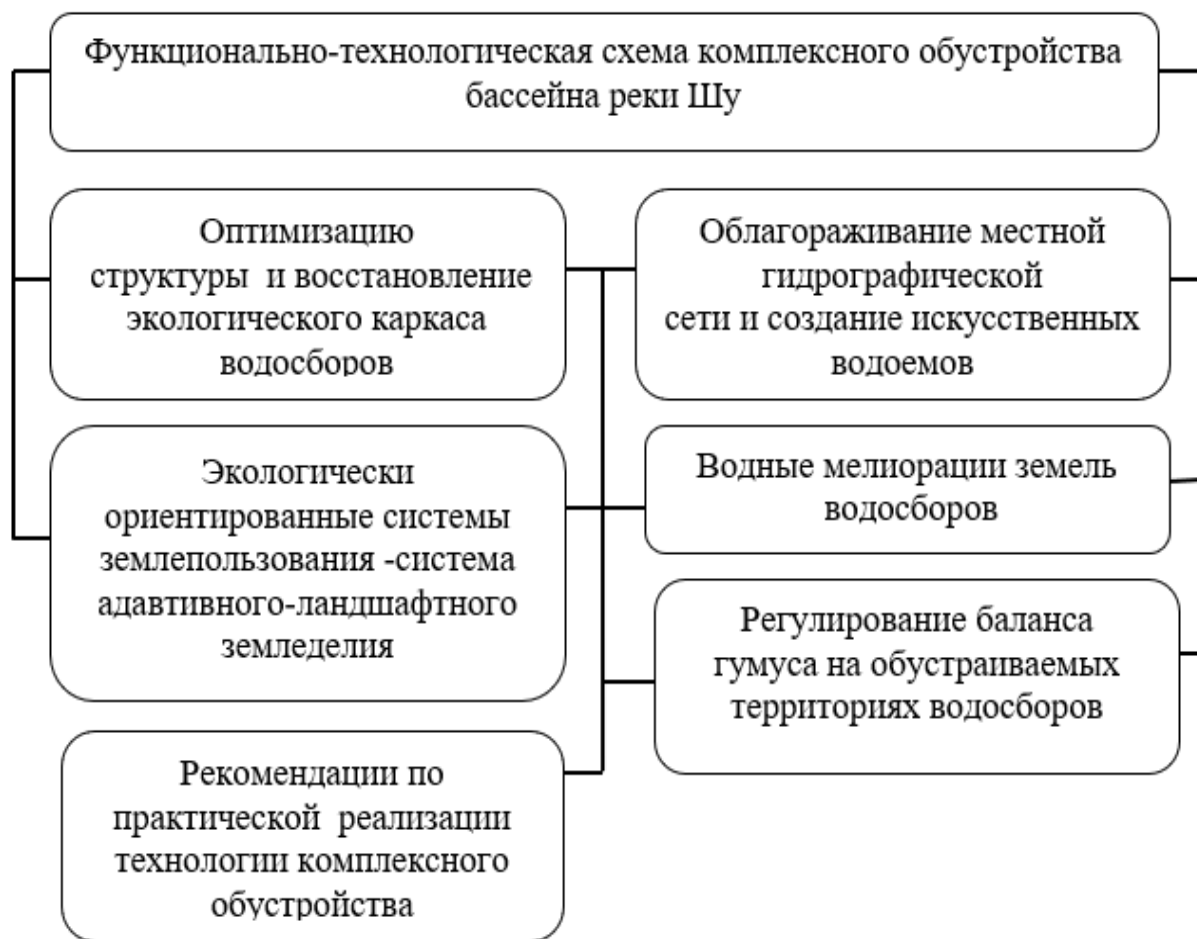 Функционально-технологическая схема комплексного обустройства
бассейна реки Шу
Оптимизацию
структуры и восстановление
экологического каркаса
водосборов
Облагораживание местной
гидрографической
сети и создание искусственных
водоемов
Экологически
ориентированные системы
землепользования -система
адавтивного-ландшафтного
земледелия
Водные мелиорации земель
водосборов
Регулирование баланса
гумуса на обустраиваемых
территориях водосборов
Рекомендации по
практической реализации
технологии комплексного
обустройства